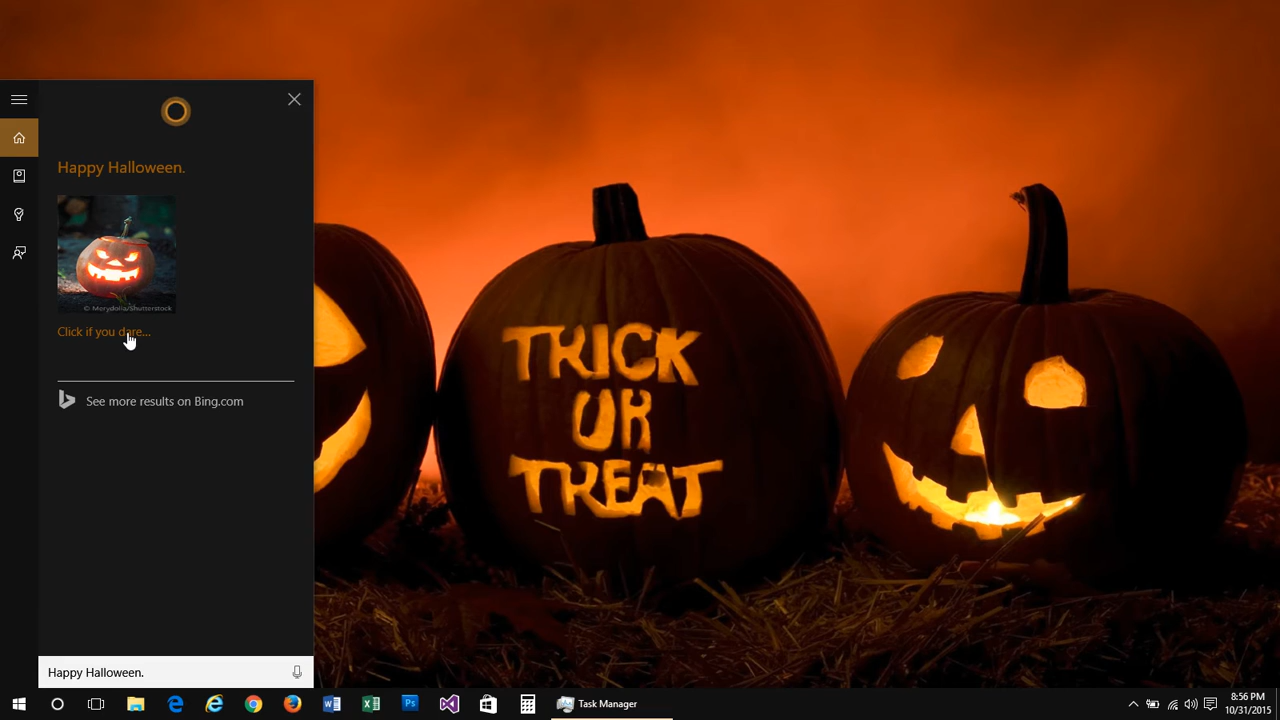 Happy Halloween.
© Merydolla/Shutterstock
Click if you dare...
See more results on Bing.com
Happy Halloween.
TRICK
OR
TREAT
Task Manager
8:56 PM
10/31/2015